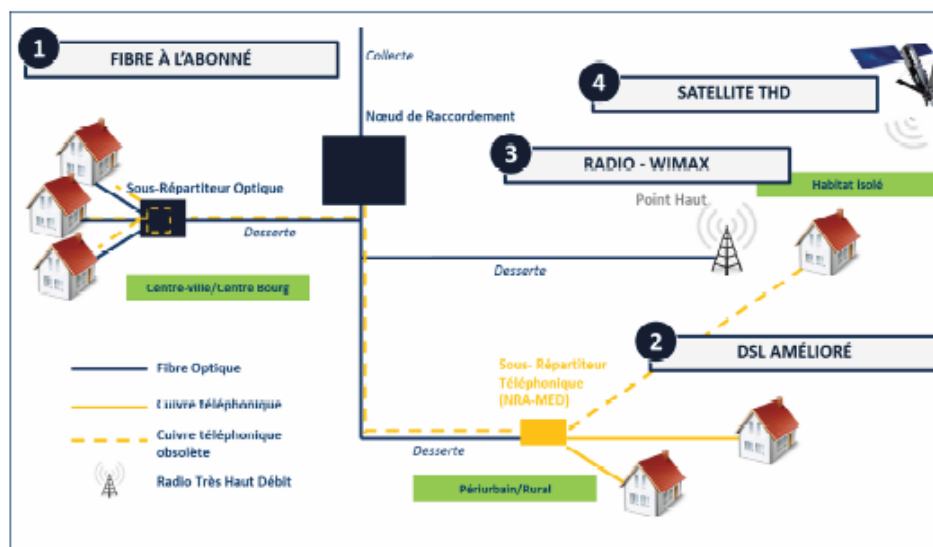 1
FIBRE À L'ABONNÉ
Collecte
4
SATELLITE THD
Nœud de Raccordement
3
RADIO - WIMAX
Sous-Répartiteur Optique
Habitat isolé
Point Haut
Desserte
Desserte
Centre-ville/Centre Bourg
2
DSL AMÉLIORÉ
Fibre Optique
Sous- Répartiteur
Téléphonique
(NRA-MED)
Cuivre téléphonique
Cuivre téléphonique
obsolète
Desserte
Radio Très Haut Débit
Périurbain/Rural